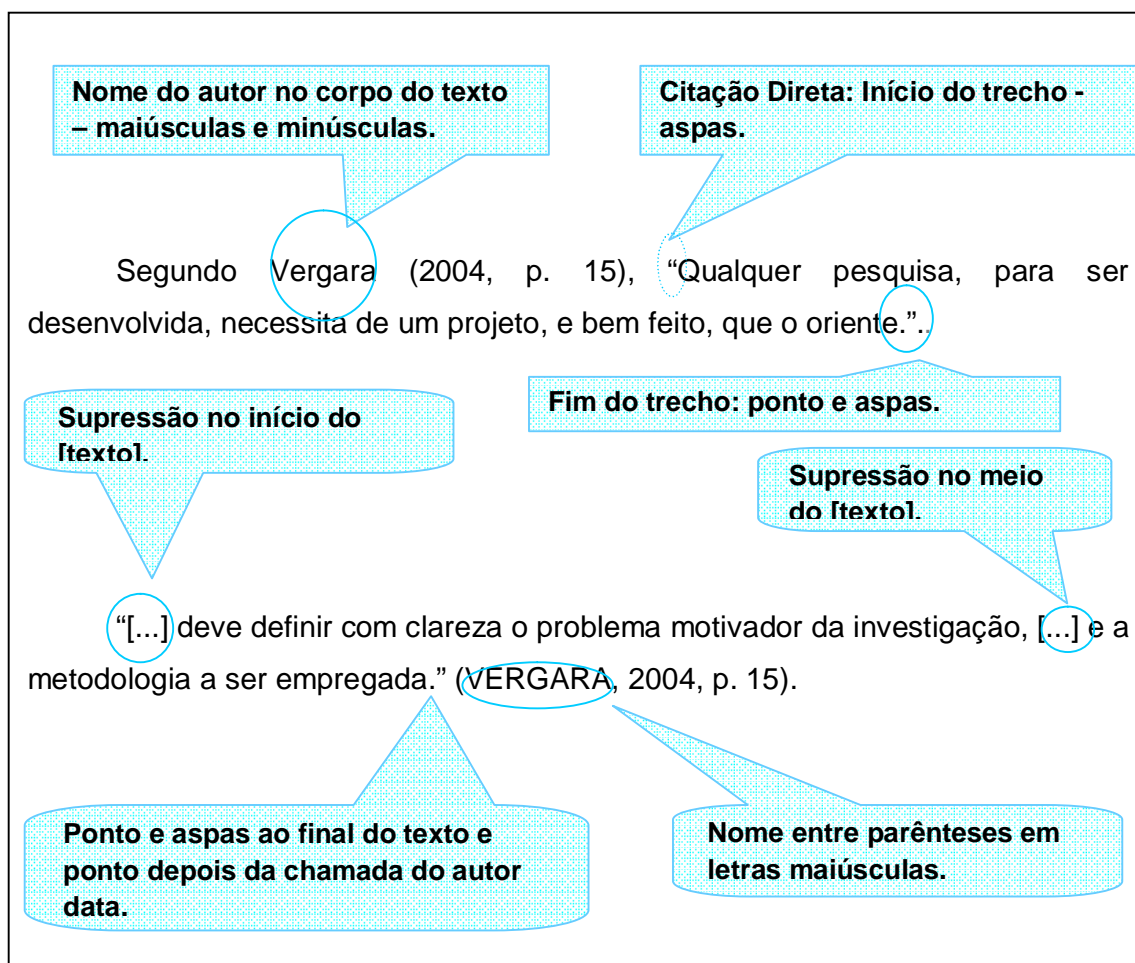 Nome do autor no corpo do texto
– maiúsculas e minúsculas.
Citação Direta: Início do trecho -
aspas.
Segundo Vergara (2004, p. 15), “Qualquer pesquisa, para ser
desenvolvida, necessita de um projeto, e bem feito, que o oriente.”..
Fim do trecho: ponto e aspas.
Supressão no início do
[texto].
Supressão no meio
do [texto].
“[...] deve definir com clareza o problema motivador da investigação, [...] e a
metodologia a ser empregada.” (VERGARA, 2004, p. 15).
Ponto e aspas ao final do texto e
ponto depois da chamada do autor
data.
Nome entre parênteses em
letras maiúsculas.